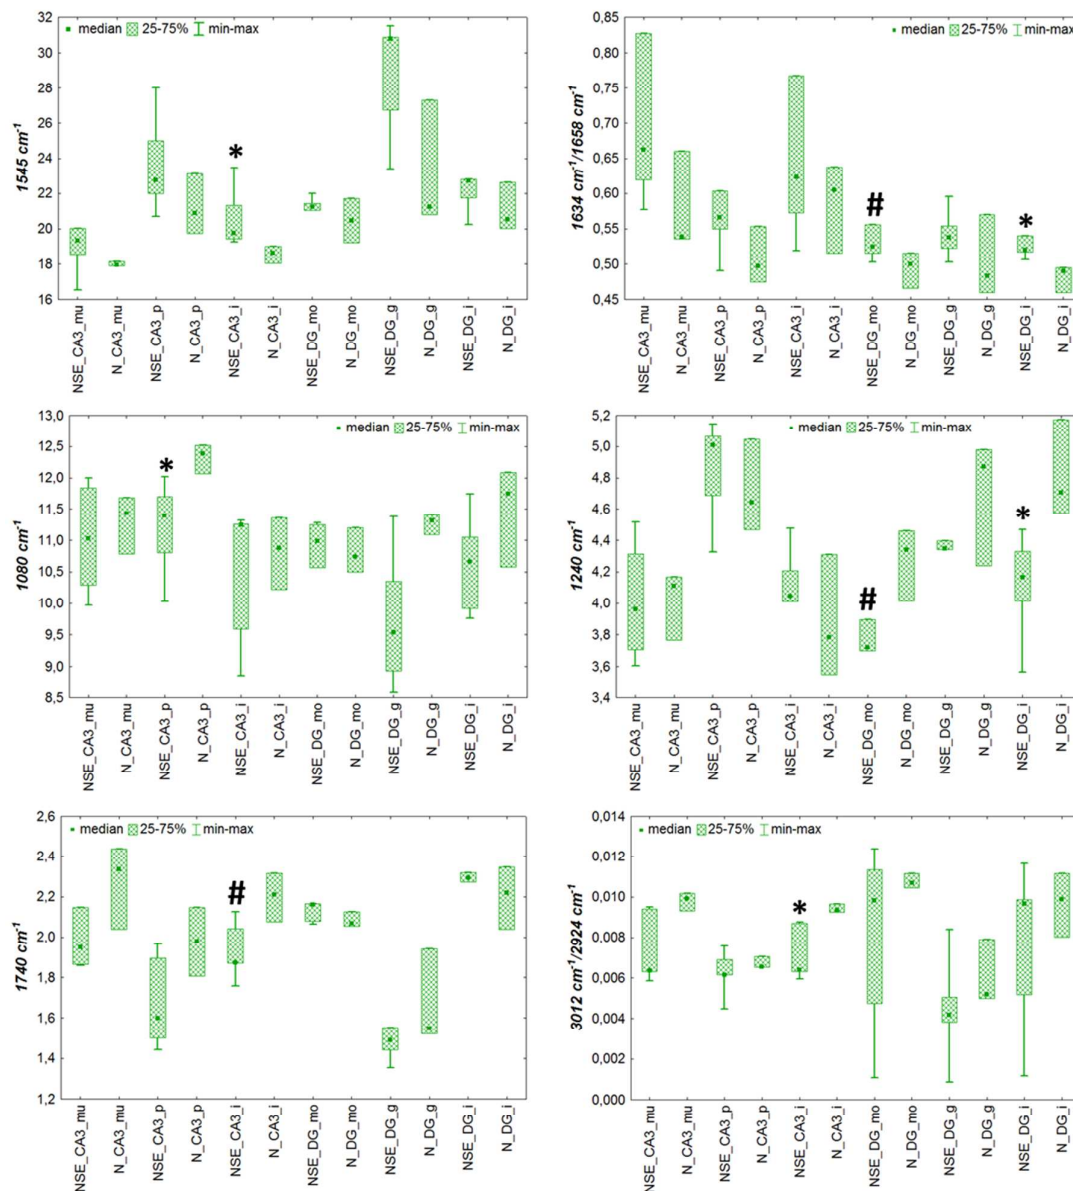 median 25-75% min-max
1545 cm⁻¹
32
30
28
26
24
22
20
18
16
*
NSE_CA3_mu
N_CA3_mu
NSE_CA3_p
N_CA3_p
NSE_CA3_i
N_CA3_i
NSE_DG_mo
N_DG_mo
NSE_DG_g
N_DG_g
NSE_DG_i
N_DG_i
median 25-75% min-max
1634 cm⁻¹/1658 cm⁻¹
0,85
0,80
0,75
0,70
0,65
0,60
0,55
0,50
0,45
#
*
NSE_CA3_mu
N_CA3_mu
NSE_CA3_p
N_CA3_p
NSE_CA3_i
N_CA3_i
NSE_DG_mo
N_DG_mo
NSE_DG_g
N_DG_g
NSE_DG_i
N_DG_i
median 25-75% min-max
1080 cm⁻¹
13,0
12,5
12,0
11,5
11,0
10,5
10,0
9,5
9,0
8,5
*
NSE_CA3_mu
N_CA3_mu
NSE_CA3_p
N_CA3_p
NSE_CA3_i
N_CA3_i
NSE_DG_mo
N_DG_mo
NSE_DG_g
N_DG_g
NSE_DG_i
N_DG_i
median 25-75% min-max
1240 cm⁻¹
5,2
5,0
4,8
4,6
4,4
4,2
4,0
3,8
3,6
3,4
#
*
NSE_CA3_mu
N_CA3_mu
NSE_CA3_p
N_CA3_p
NSE_CA3_i
N_CA3_i
NSE_DG_mo
N_DG_mo
NSE_DG_g
N_DG_g
NSE_DG_i
N_DG_i
median 25-75% min-max
1740 cm⁻¹
2,6
2,4
2,2
2,0
1,8
1,6
1,4
1,2
#
NSE_CA3_mu
N_CA3_mu
NSE_CA3_p
N_CA3_p
NSE_CA3_i
N_CA3_i
NSE_DG_mo
N_DG_mo
NSE_DG_g
N_DG_g
NSE_DG_i
N_DG_i
median 25-75% min-max
3012 cm⁻¹/2924 cm⁻¹
0,014
0,012
0,010
0,008
0,006
0,004
0,002
0,000
*
NSE_CA3_mu
N_CA3_mu
NSE_CA3_p
N_CA3_p
NSE_CA3_i
N_CA3_i
NSE_DG_mo
N_DG_mo
NSE_DG_g
N_DG_g
NSE_DG_i
N_DG_i